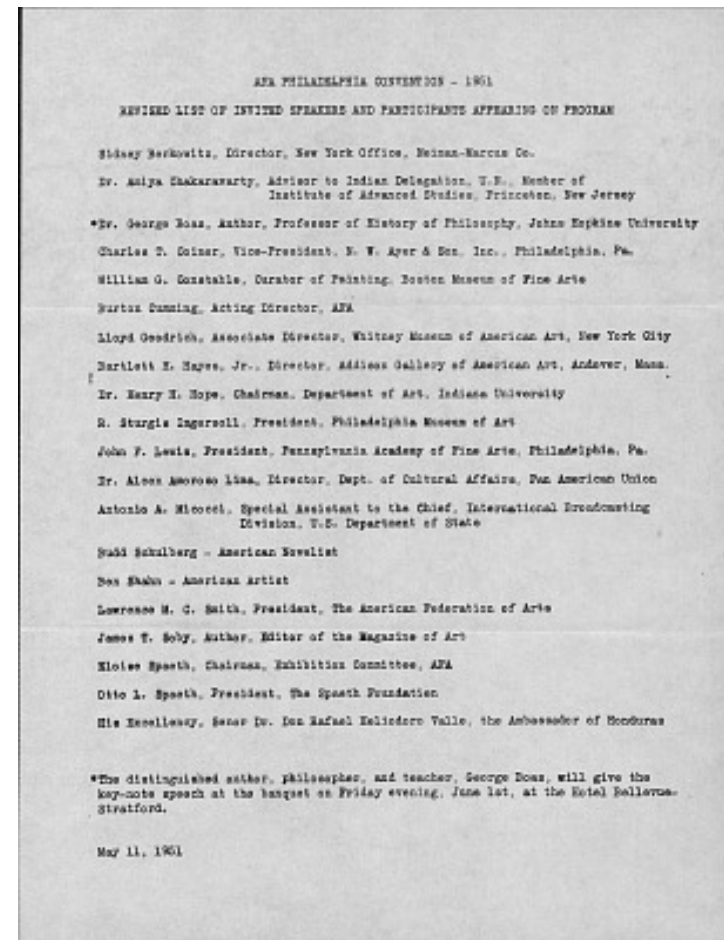 AFA PHILADELPHIA CONVENTION - 1951
REVISED LIST OF INVITED SPEAKERS AND PARTICIPANTS APPEARING ON PROGRAM
Sidney Berkowitz, Director, New York Office, Neiman-Marcus Co.
Dr. Amiya Chakaravarty, Advisor to Indian Delegation, U.N., Member of
Institute of Advanced Studies, Princeton, New Jersey
*Dr. George Boas, Author, Professor of History of Philosophy, Johns Hopkins University
Charles T. Coiner, Vice-President, N. W. Ayer & Son, Inc., Philadelphia, Pa.
William G. Constable, Curator of Painting, Boston Museum of Fine Arts
Burton Cumming, Acting Director, AFA
Lloyd Goodrich, Associate Director, Whitney Museum of American Art, New York City
Bartlett H. Hayes, Jr., Director, Addison Gallery of American Art, Andover, Mass.
Dr. Henry R. Hope, Chairman, Department of Art, Indiana University
R. Sturgis Ingersoll, President, Philadelphia Museum of Art
John F. Lewis, President, Pennsylvania Academy of Fine Arts, Philadelphia, Pa.
Dr. Alceu Amoroso Lima, Director, Dept. of Cultural Affairs, Pan American Union
Antonio A. Micocci, Special Assistant to the Chief, International Broadcasting
Division, U.S. Department of State
Budd Schulberg - American Novelist
Ben Shahn - American Artist
Lawrence M. C. Smith, President, The American Federation of Arts
James T. Soby, Author, Editor of the Magazine of Art
Eloise Spaeth, Chairman, Exhibition Committee, AFA
Otto L. Spaeth, President, The Spaeth Foundation
His Excellency, Senor Dr. Don Rafael Heliodoro Valle, the Ambassador of Honduras
*The distinguished author, philosopher, and teacher, George Boas, will give the
key-note speech at the banquet on Friday evening, June 1st, at the Hotel Bellevue-
Stratford.
May 11, 1951